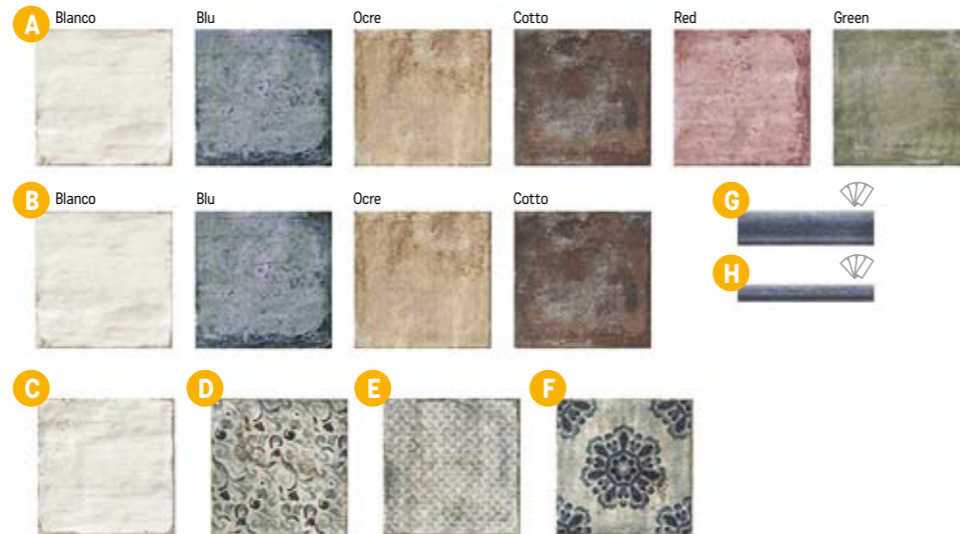 A Blanco Blu Ocre Cotto Red Green
B Blanco Blu Ocre Cotto
G
H
C D E F